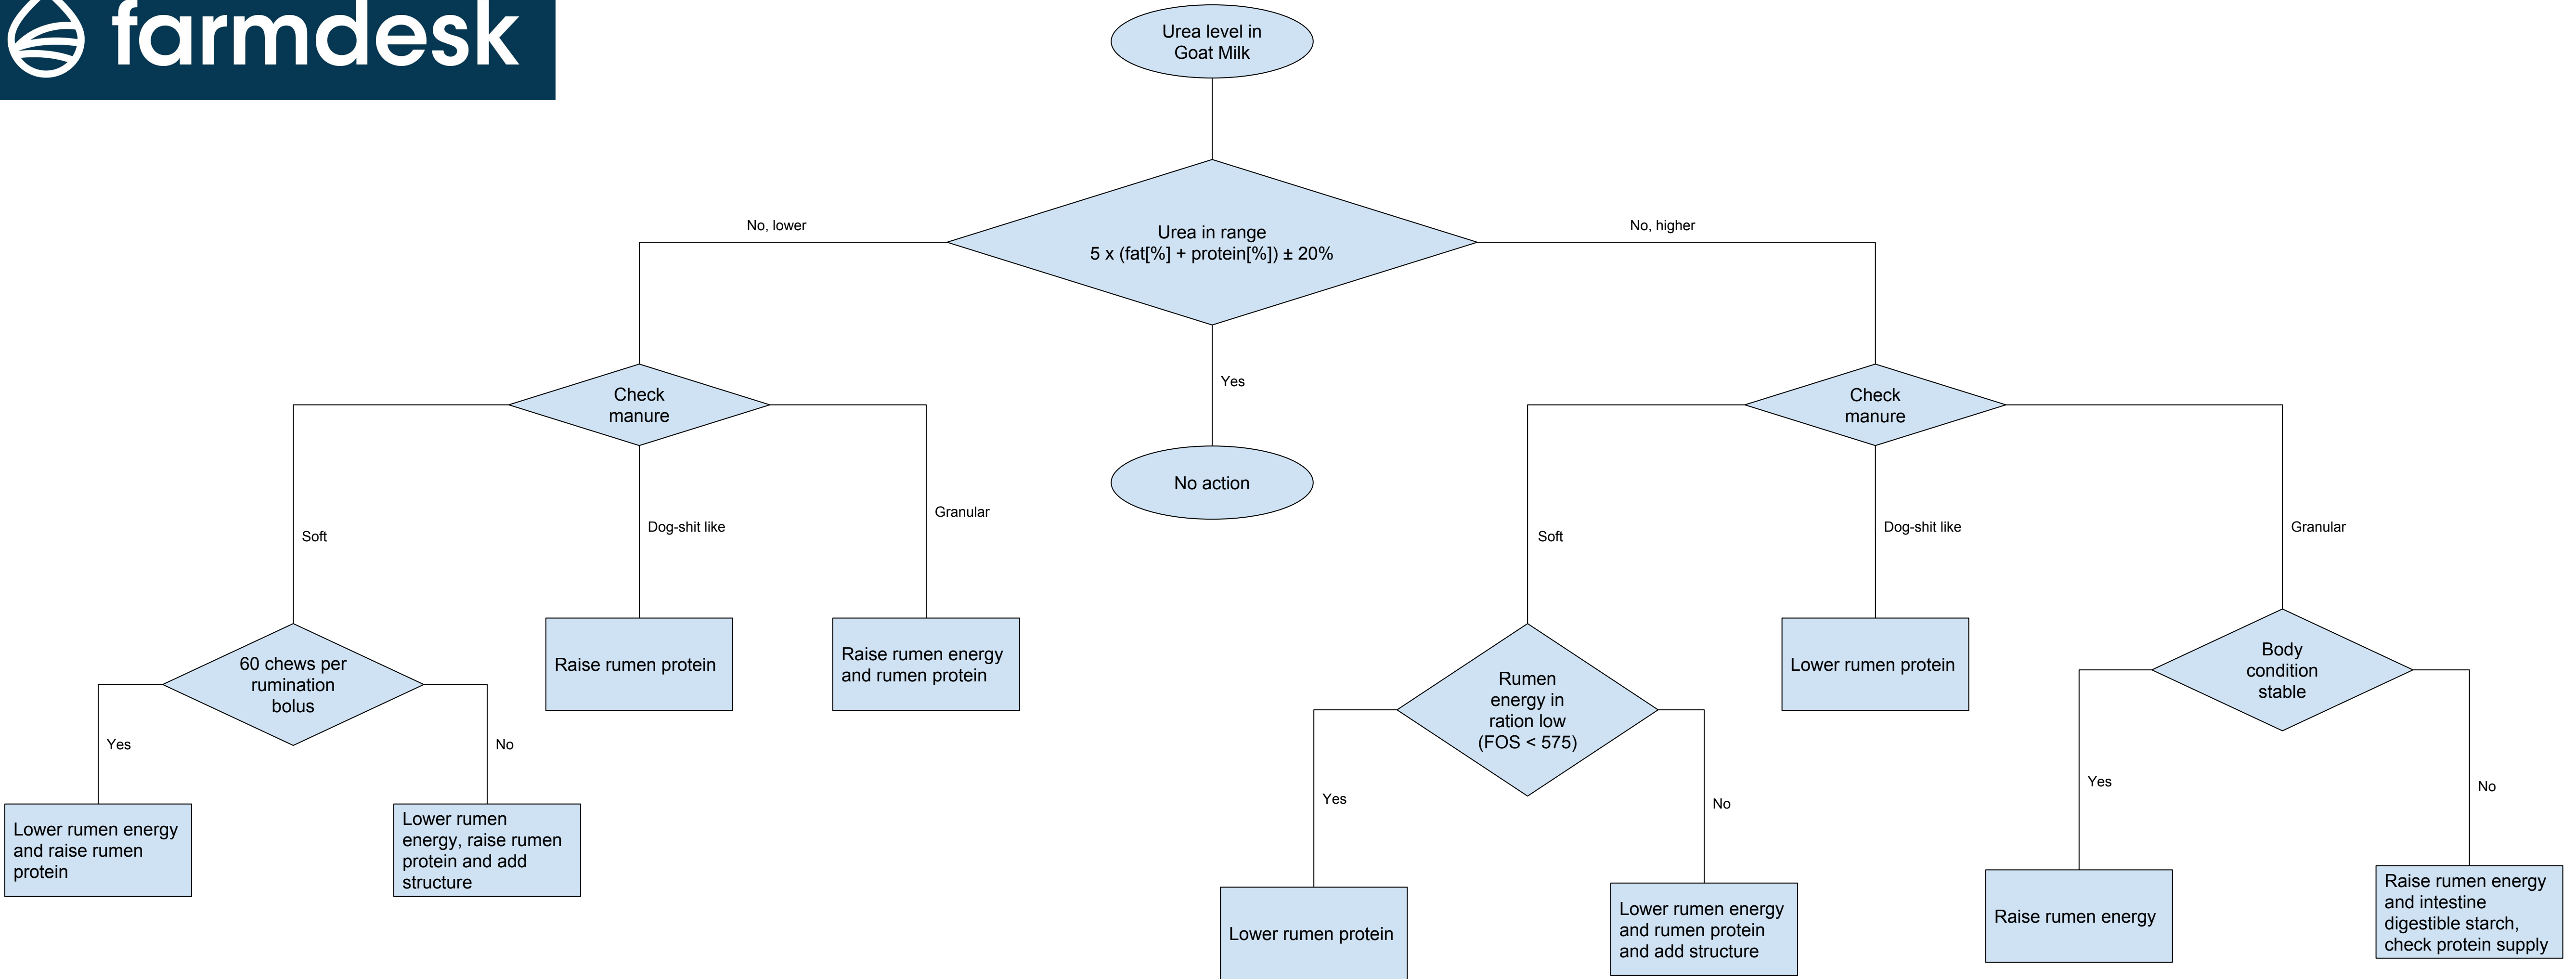 farmdesk
Urea level in
Goat Milk
No, lower
Urea in range
5 x (fat[%] + protein[%]) ± 20%
No, higher
Yes
No action
Check
manure
Soft
Dog-shit like
Granular
60 chews per
rumination
bolus
Yes
No
Lower rumen energy
and raise rumen
protein
Lower rumen
energy, raise rumen
protein and add
structure
Raise rumen protein
Raise rumen energy
and rumen protein
Check
manure
Soft
Dog-shit like
Granular
Rumen
energy in
ration low
(FOS < 575)
Yes
No
Lower rumen protein
Lower rumen energy
and rumen protein
and add structure
Lower rumen protein
Body
condition
stable
Yes
No
Raise rumen energy
Raise rumen energy
and intestine
digestible starch,
check protein supply